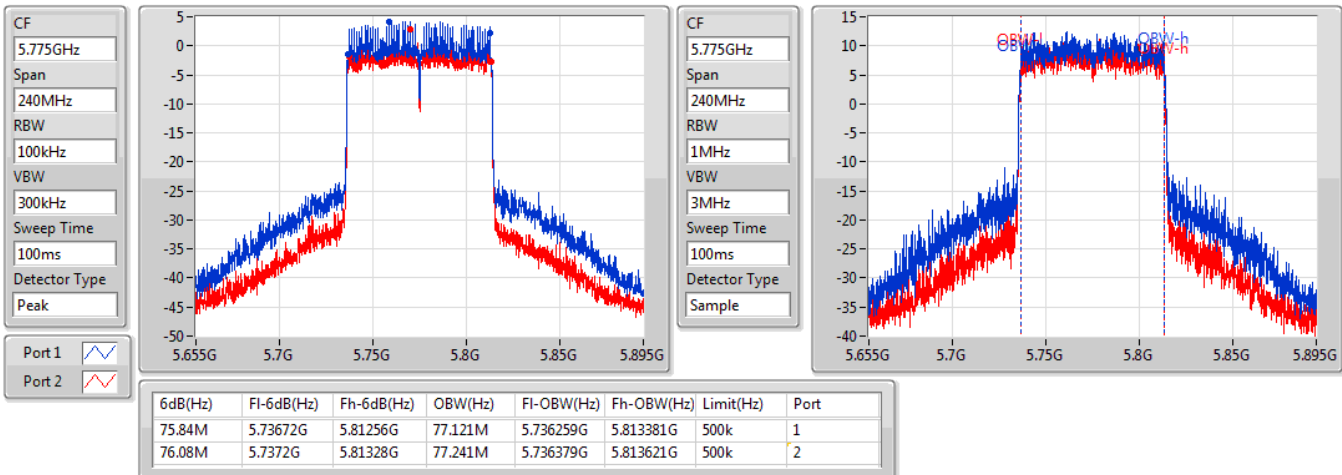 CF
5.775GHz
Span
240MHz
RBW
100kHz
VBW
300kHz
Sweep Time
100ms
Detector Type
Peak
Port 1
Port 2
5
0
-5
-10
-15
-20
-25
-30
-35
-40
-45
-50
5.655G 5.7G 5.75G 5.8G 5.85G 5.895G
CF
5.775GHz
Span
240MHz
RBW
1MHz
VBW
3MHz
Sweep Time
100ms
Detector Type
Sample
15
10
5
0
-5
-10
-15
-20
-25
-30
-35
-40
OBW-h
OBW-h
5.655G 5.7G 5.75G 5.8G 5.85G 5.895G
6dB(Hz) Fl-6dB(Hz) Fh-6dB(Hz) OBW(Hz) Fl-OBW(Hz) Fh-OBW(Hz) Limit(Hz) Port
75.84M 5.73672G 5.81256G 77.121M 5.736259G 5.813381G 500k 1
76.08M 5.7372G 5.81328G 77.241M 5.736379G 5.813621G 500k 2